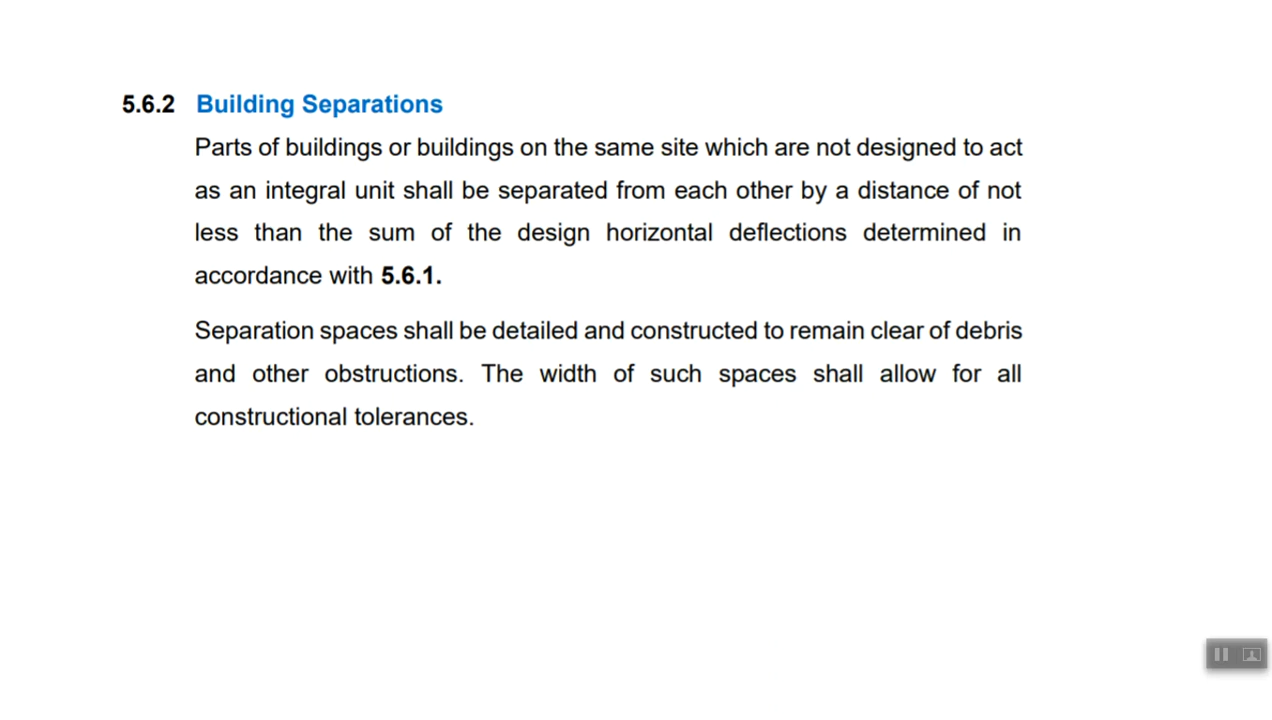 5.6.2 Building Separations
Parts of buildings or buildings on the same site which are not designed to act
as an integral unit shall be separated from each other by a distance of not
less than the sum of the design horizontal deflections determined in
accordance with 5.6.1.
Separation spaces shall be detailed and constructed to remain clear of debris
and other obstructions. The width of such spaces shall allow for all
constructional tolerances.